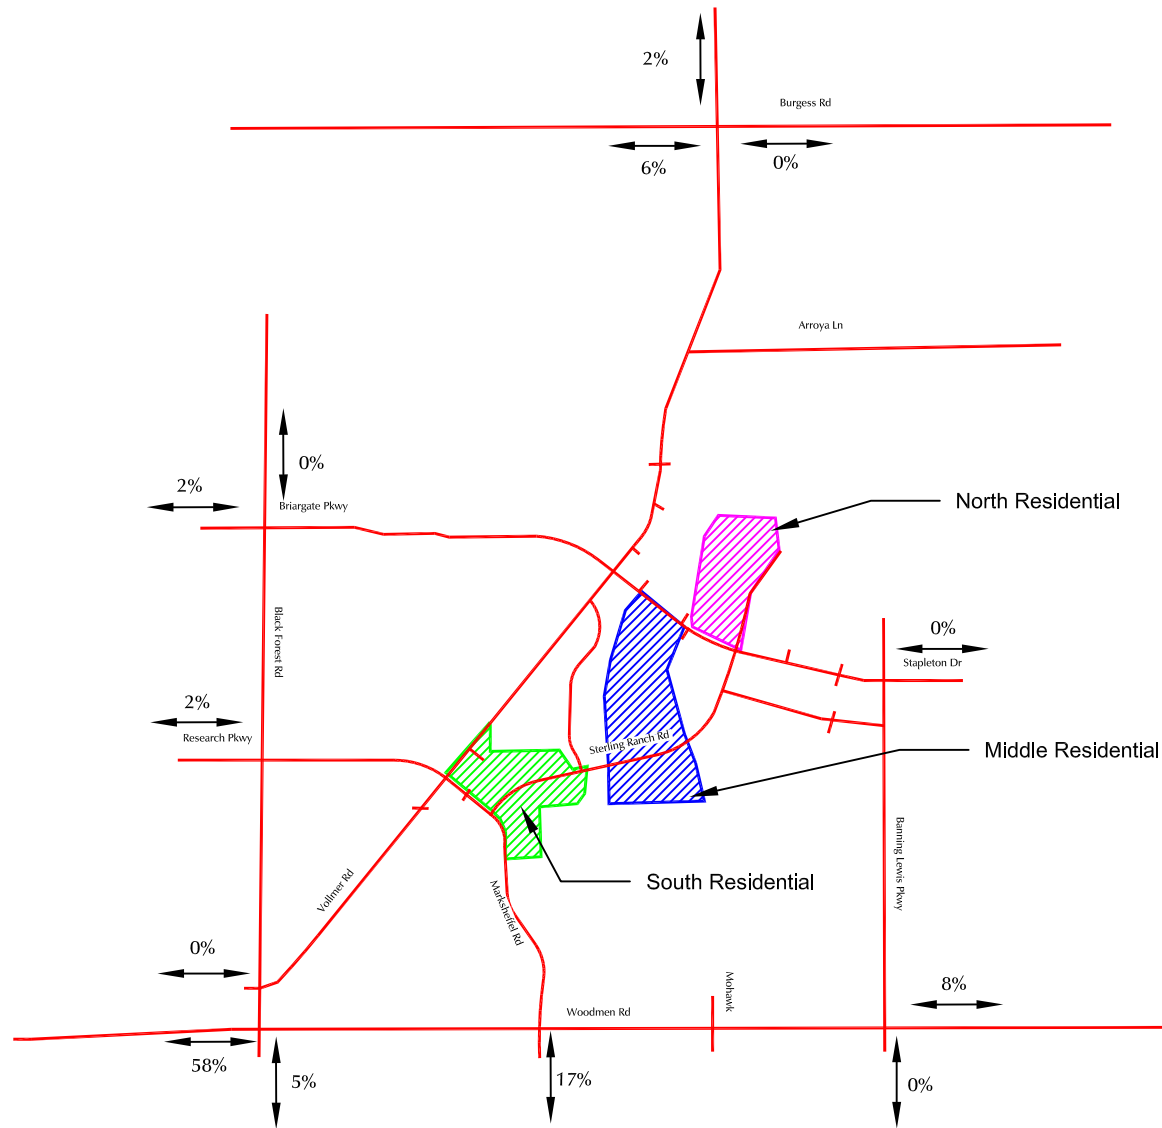 2%
Burgess Rd
6%
0%
Arroya Ln
0%
2%
Briargate Pkwy
North Residential
Black Forest Rd
0%
Stapleton Dr
2%
Research Pkwy
Sterling Ranch Rd
Middle Residential
Banning Lewis Pkwy
South Residential
Vollmer Rd
Marksheffel Rd
0%
Mohawk
8%
Woodmen Rd
58%
5%
17%
0%